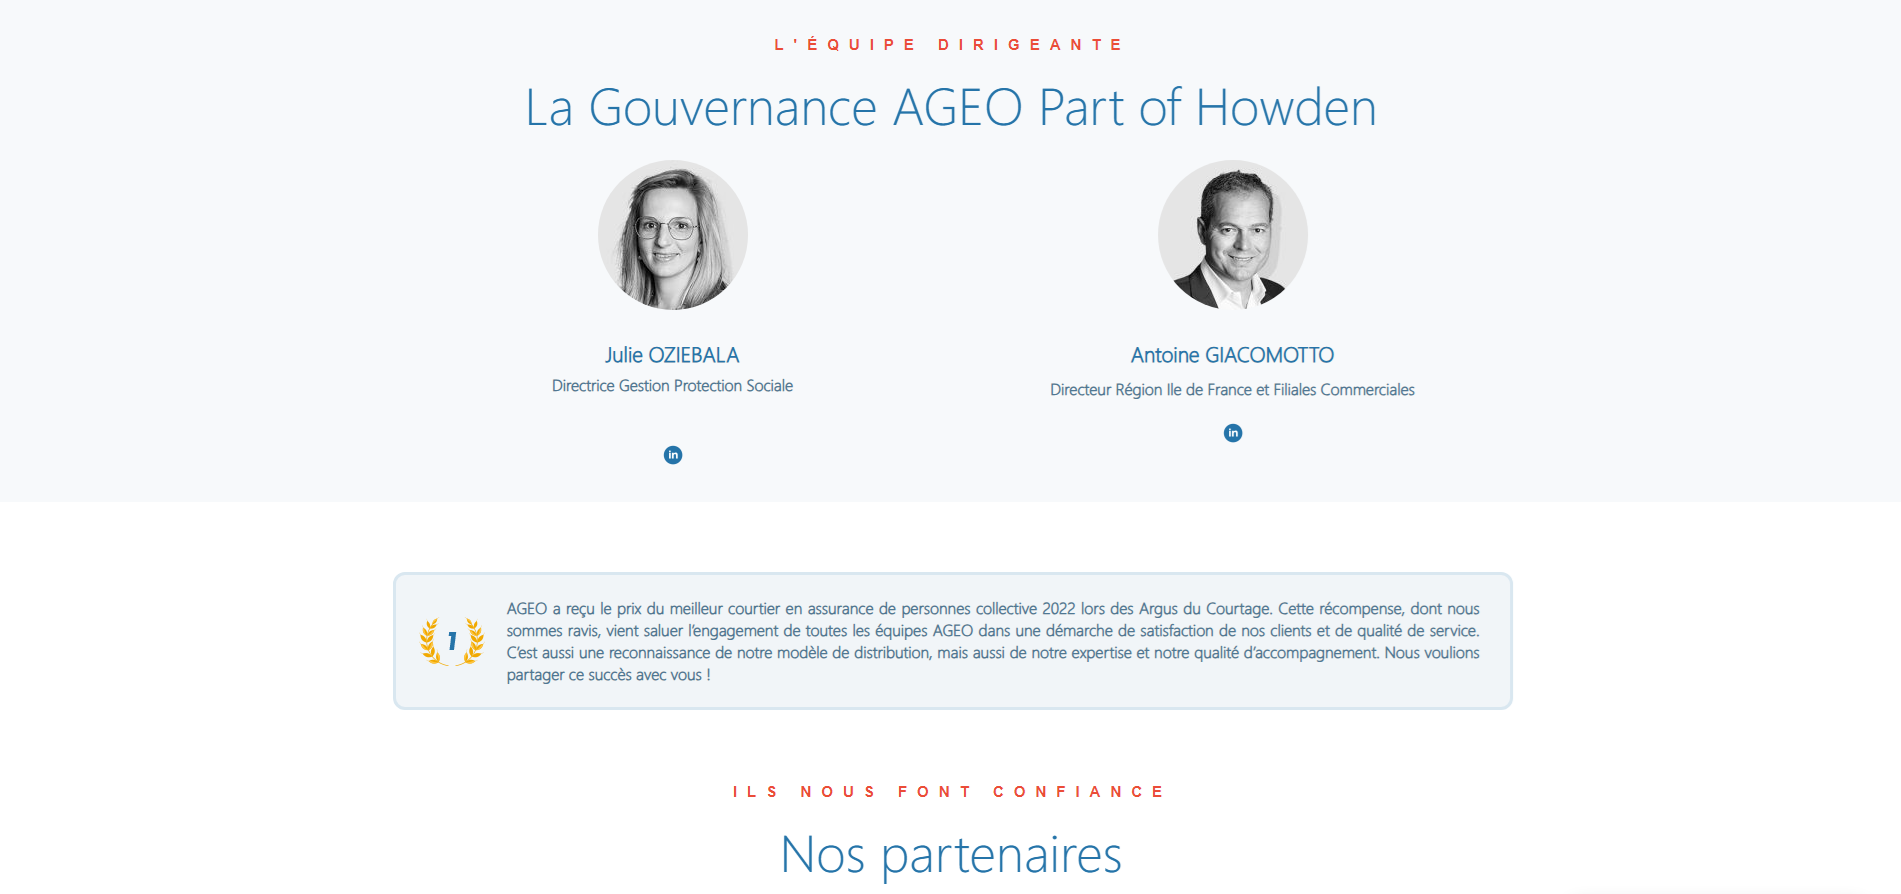 L'ÉQUIPE DIRIGEANTE
La Gouvernance AGEO Part of Howden
Julie OZIEBALA
Directrice Gestion Protection Sociale
in
Antoine GIACOMOTTO
Directeur Région Ile de France et Filiales Commerciales
in
1
AGEO a reçu le prix du meilleur courtier en assurance de personnes collective 2022 lors des Argus du Courtage. Cette récompense, dont nous
sommes ravis, vient saluer l’engagement de toutes les équipes AGEO dans une démarche de satisfaction de nos clients et de qualité de service.
C’est aussi une reconnaissance de notre modèle de distribution, mais aussi de notre expertise et notre qualité d’accompagnement. Nous voulions
partager ce succès avec vous !
ILS NOUS FONT CONFIANCE
Nos partenaires